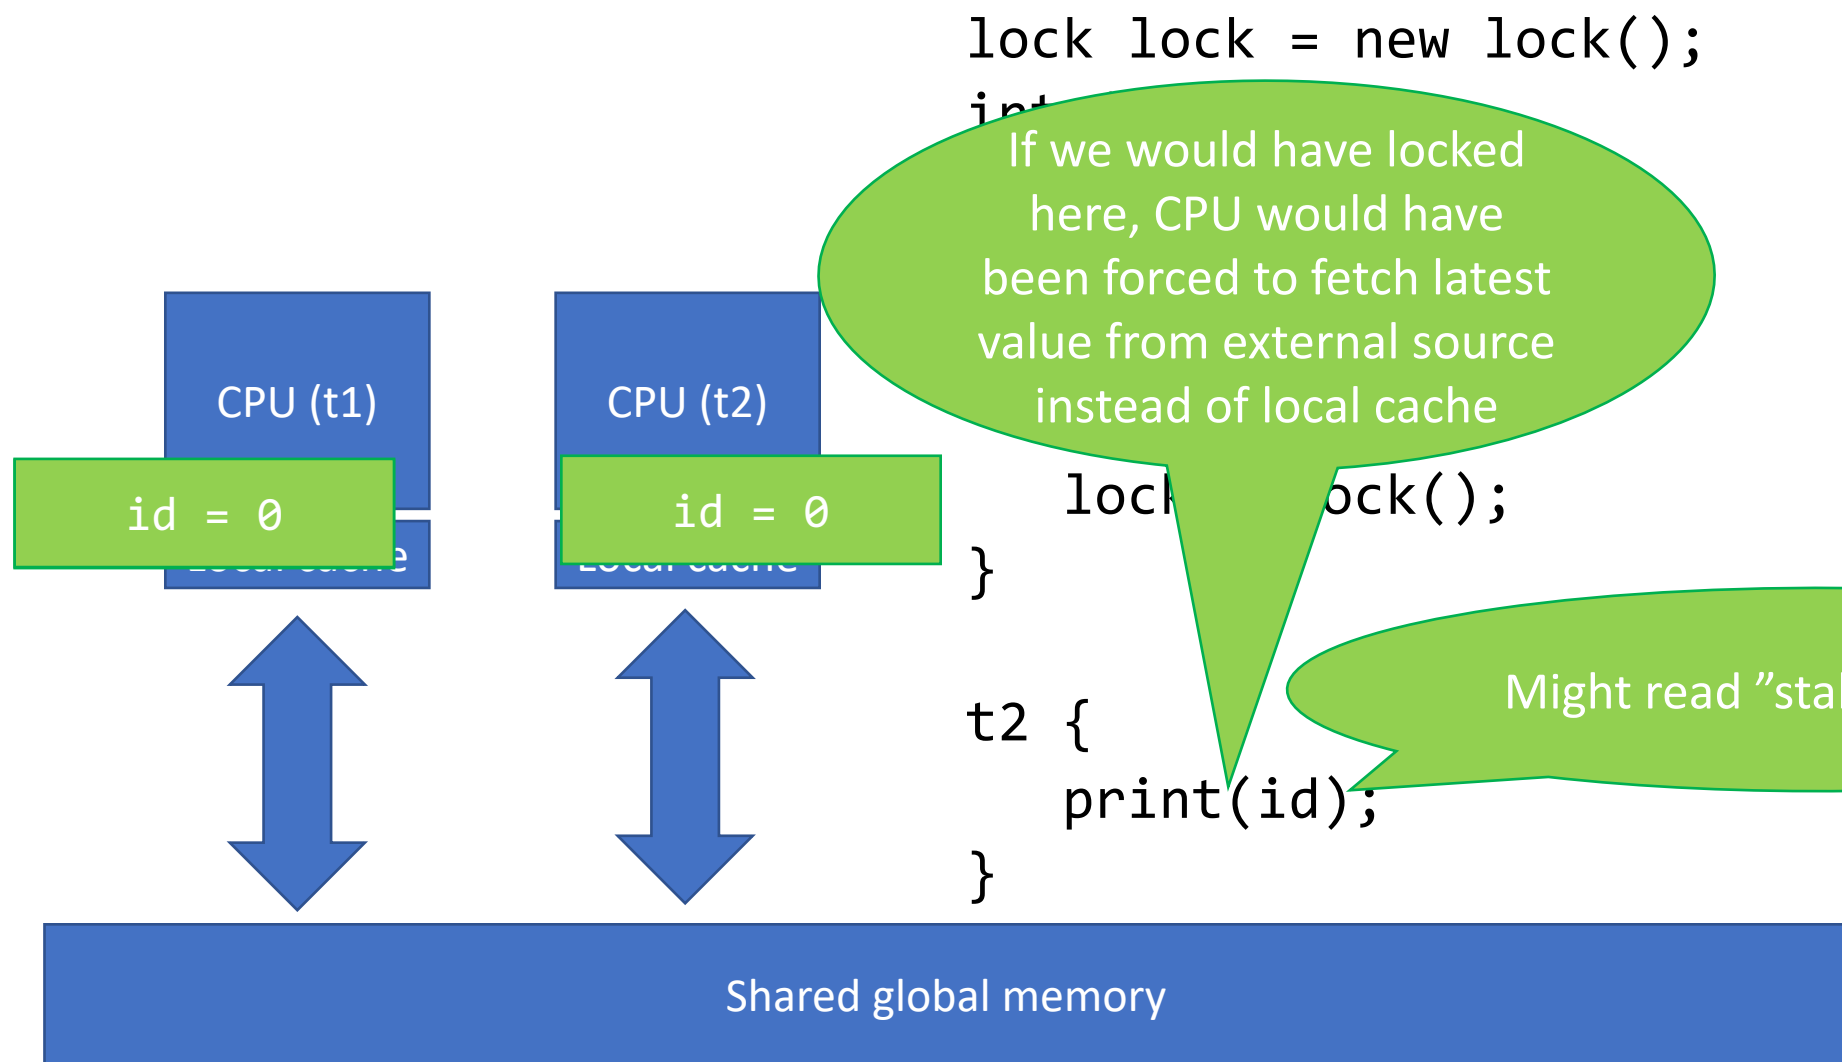 lock lock = new lock();
If we would have locked
here, CPU would have
been forced to fetch latest
value from external source
instead of local cache
CPU (t1)
CPU (t2)
id = 0
id = 0
}
Might read ”stal
t2 {
print(id);
}
Shared global memory